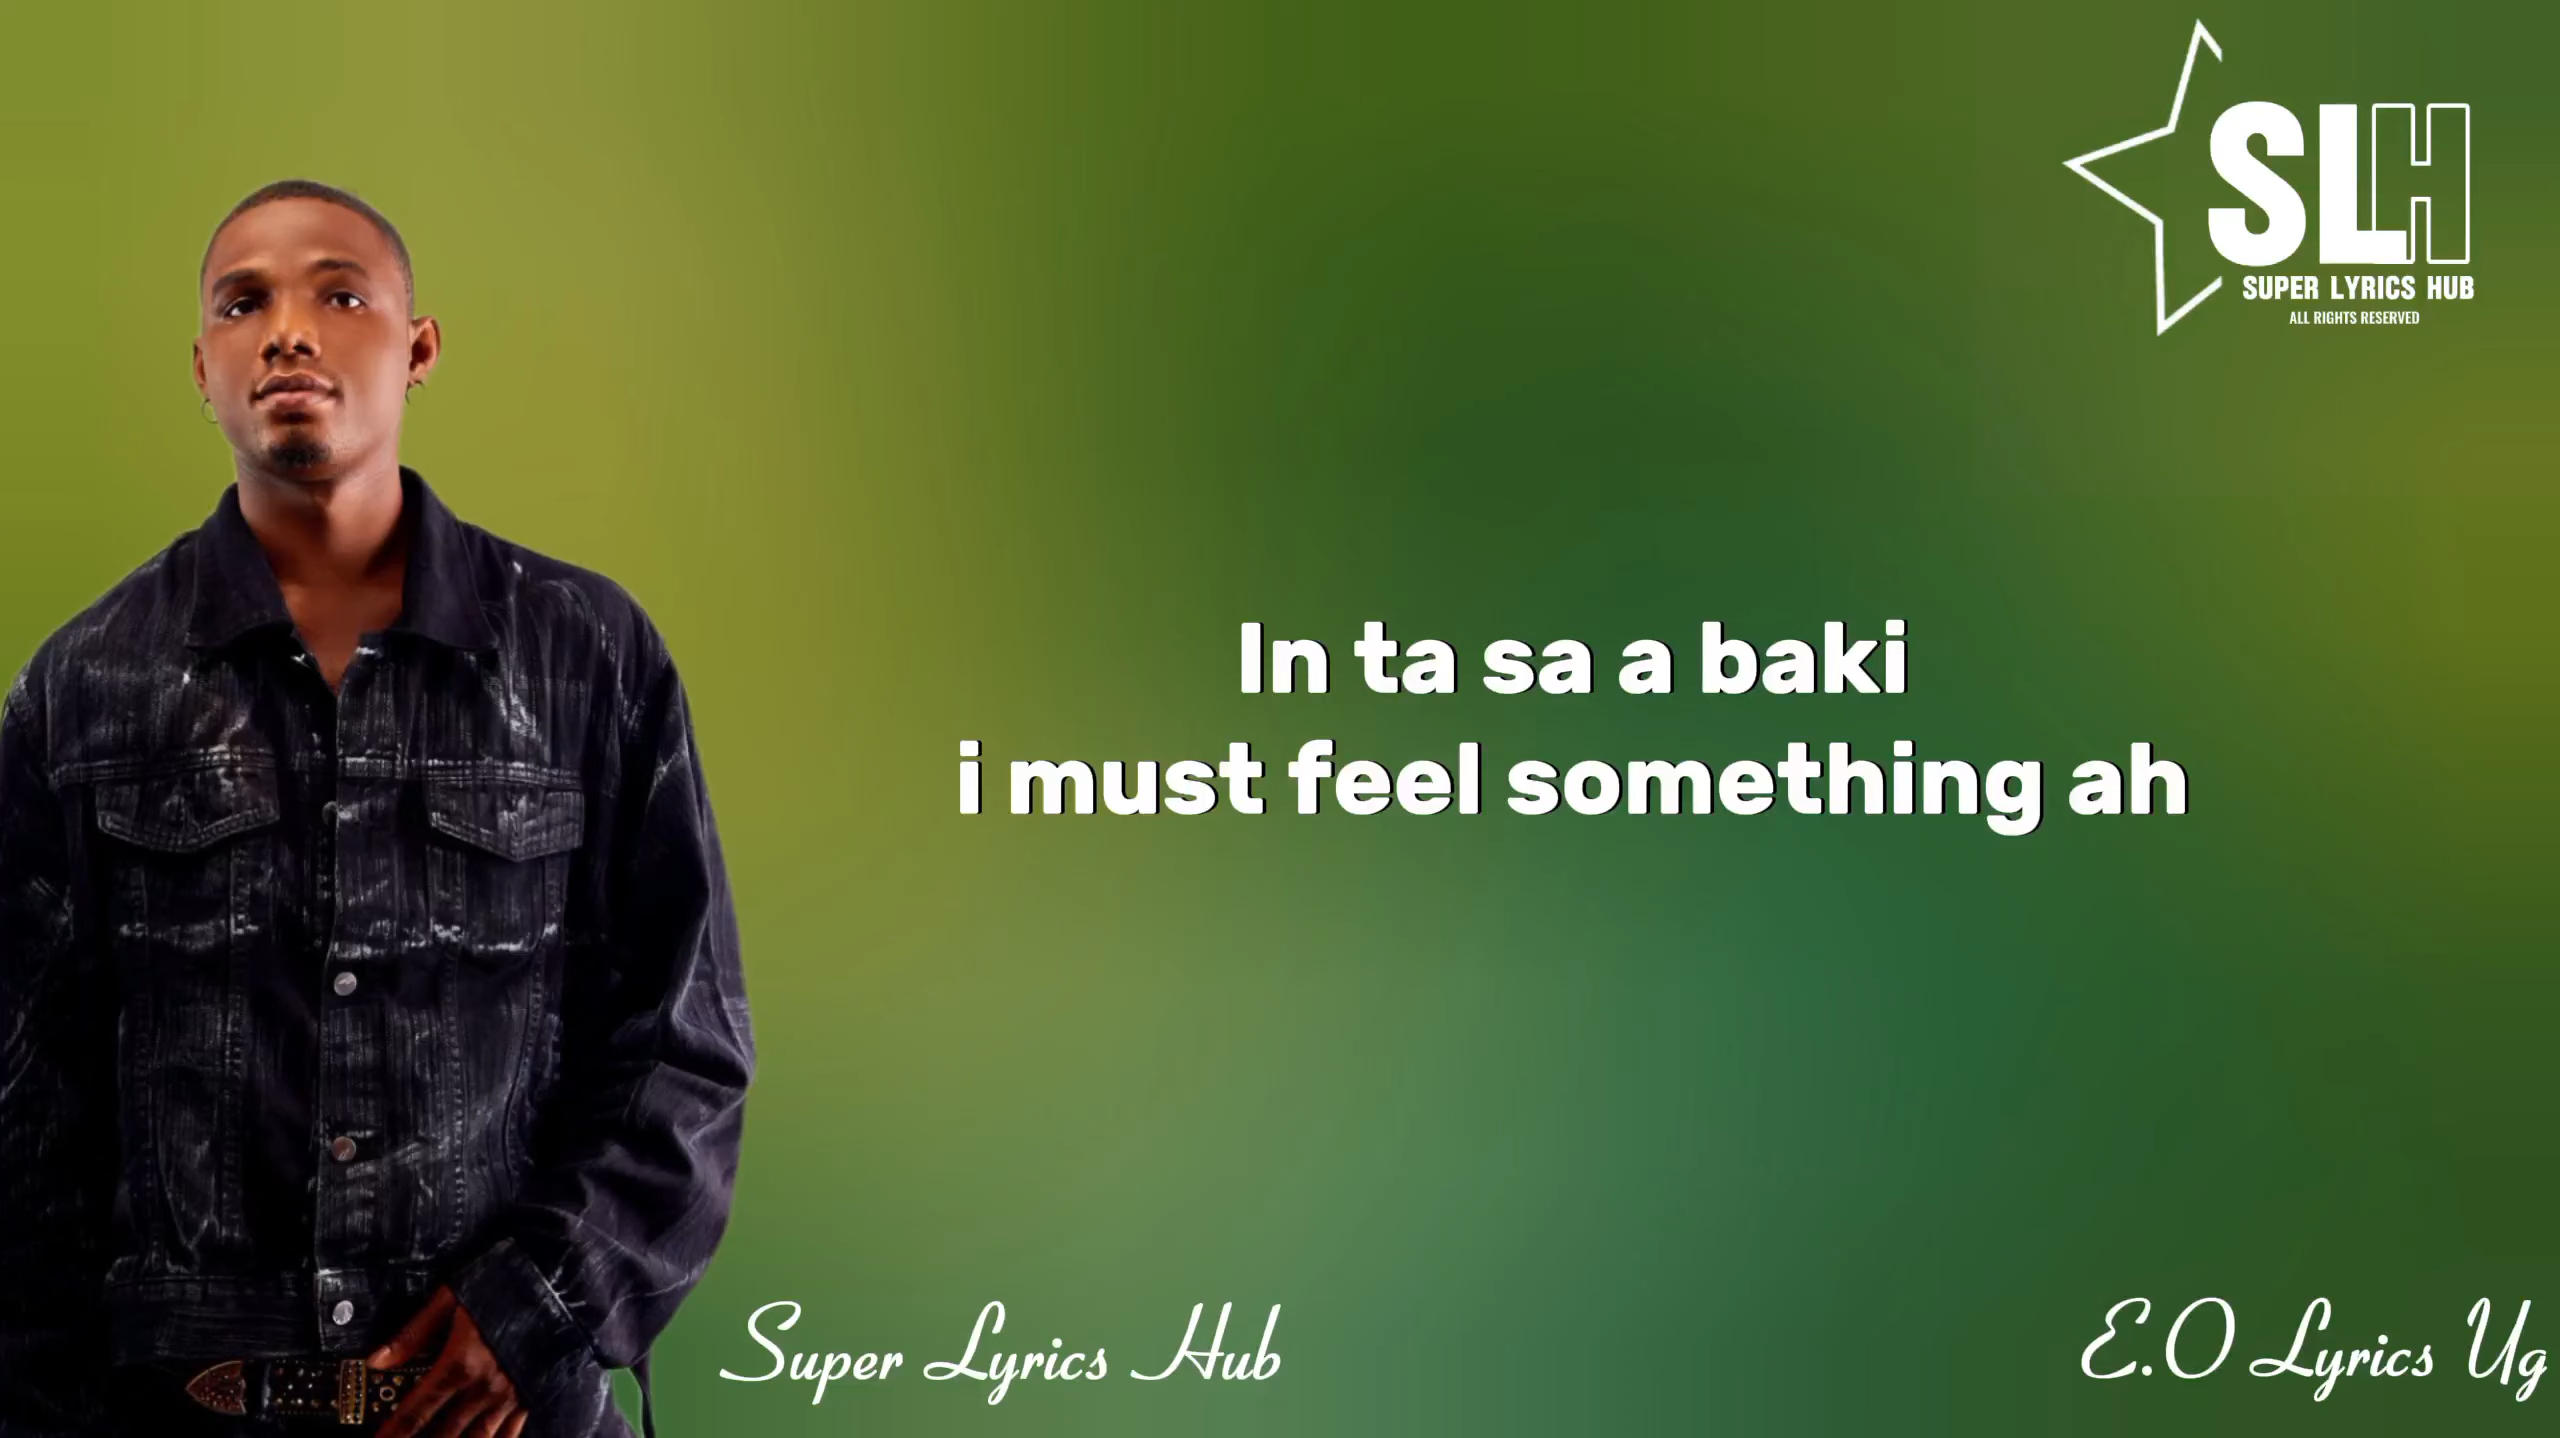 SLH
SUPER LYRICS HUB
ALL RIGHTS RESERVED
In ta sa a baki
i must feel something ah
Super Lyrics Hub
E.O Lyrics Ug